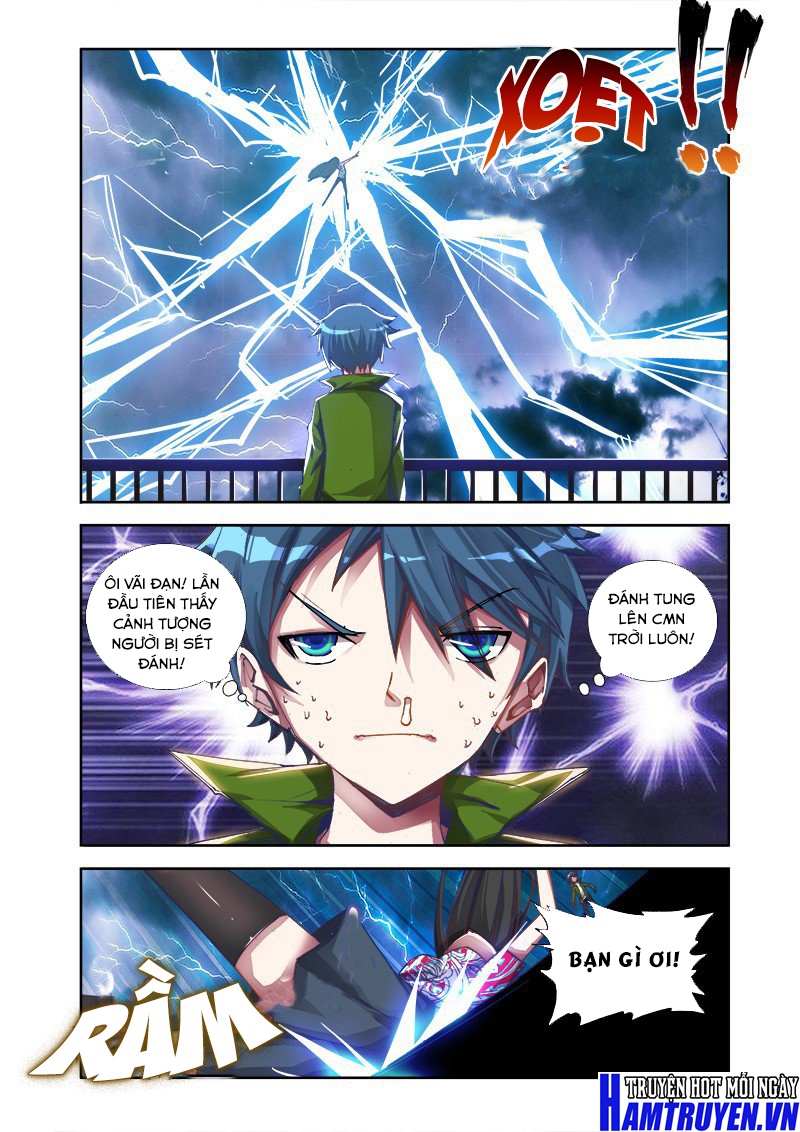 XOẸT!!
ÔI VÃI ĐẠN! LẦN
ĐẦU TIÊN THẤY
CẢNH TƯỢNG
NGƯỜI BỊ SÉT
ĐÁNH!
ĐÁNH TUNG
LÊN CMN
TRỜI LUÔN!
BẠN GÌ ƠI!
RẦM
TRUYỆN HOT MỖI NGÀY
HAMTRUYEN.VN